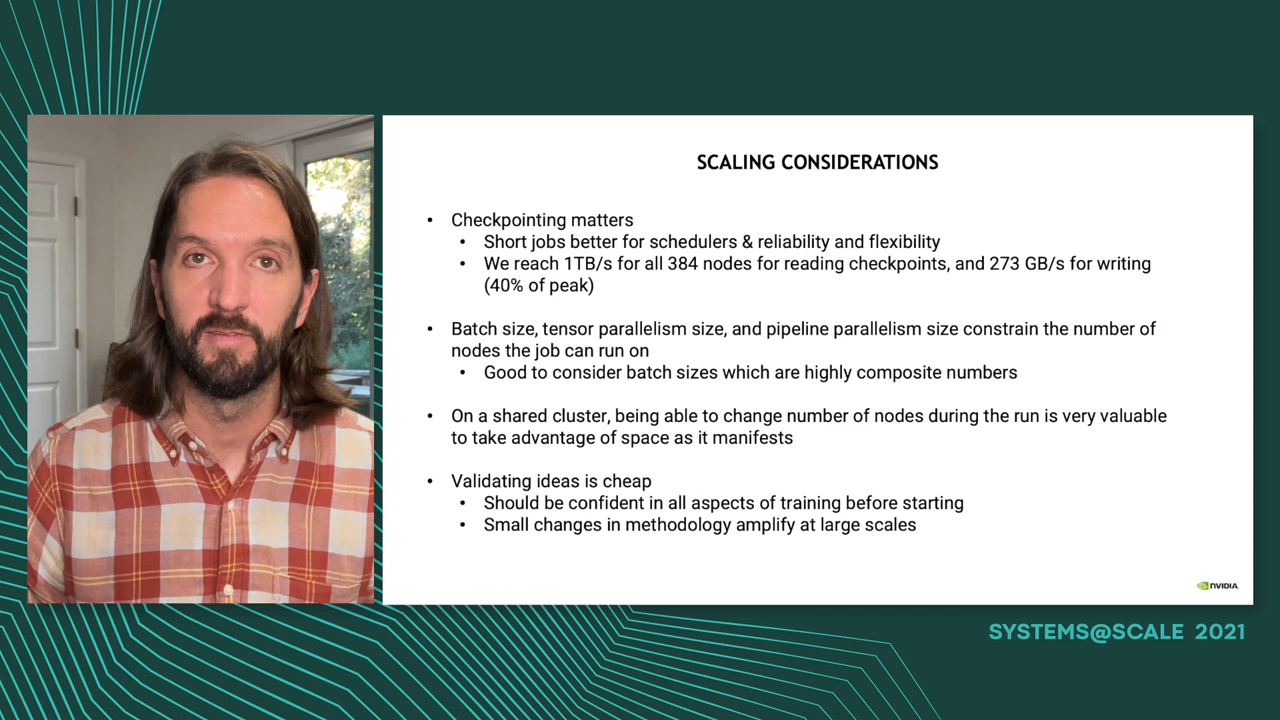 SCALING CONSIDERATIONS
• Checkpointing matters
• Short jobs better for schedulers & reliability and flexibility
• We reach 1TB/s for all 384 nodes for reading checkpoints, and 273 GB/s for writing
(40% of peak)
• Batch size, tensor parallelism size, and pipeline parallelism size constrain the number of
nodes the job can run on
• Good to consider batch sizes which are highly composite numbers
• On a shared cluster, being able to change number of nodes during the run is very valuable
to take advantage of space as it manifests
• Validating ideas is cheap
• Should be confident in all aspects of training before starting
• Small changes in methodology amplify at large scales
NVIDIA
SYSTEMS@SCALE 2021